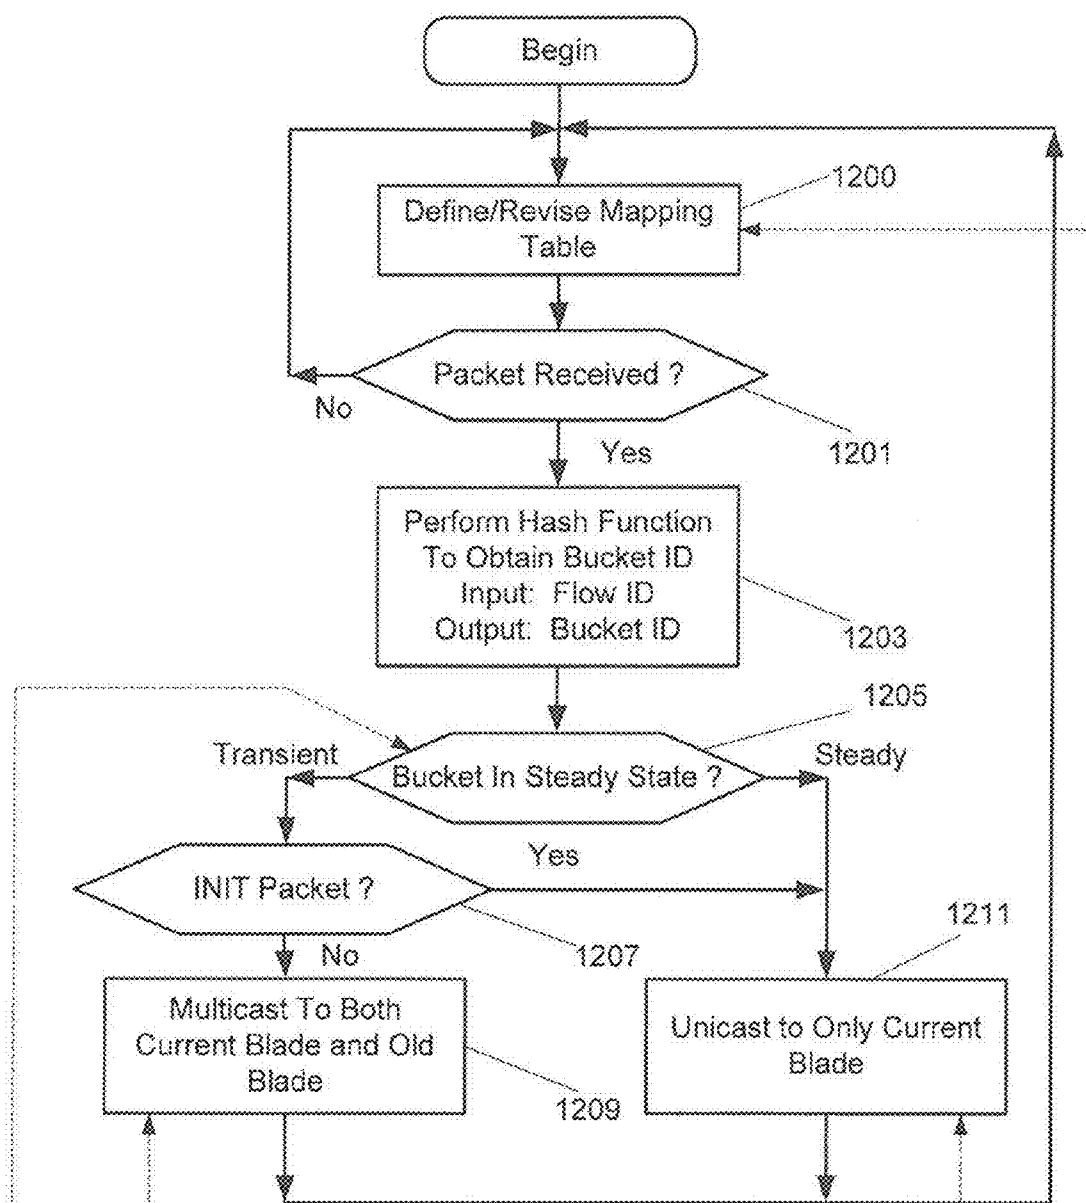 Begin
1200
Define/Revise Mapping
Table
Packet Received ?
No
1201
Yes
Perform Hash Function
To Obtain Bucket ID
Input: Flow ID
Output: Bucket ID
1203
1205
Transient
Bucket In Steady State ?
Steady
Yes
INIT Packet ?
1207
1211
No
Multicast To Both
Current Blade and Old
Blade
1209
Unicast to Only Current
Blade